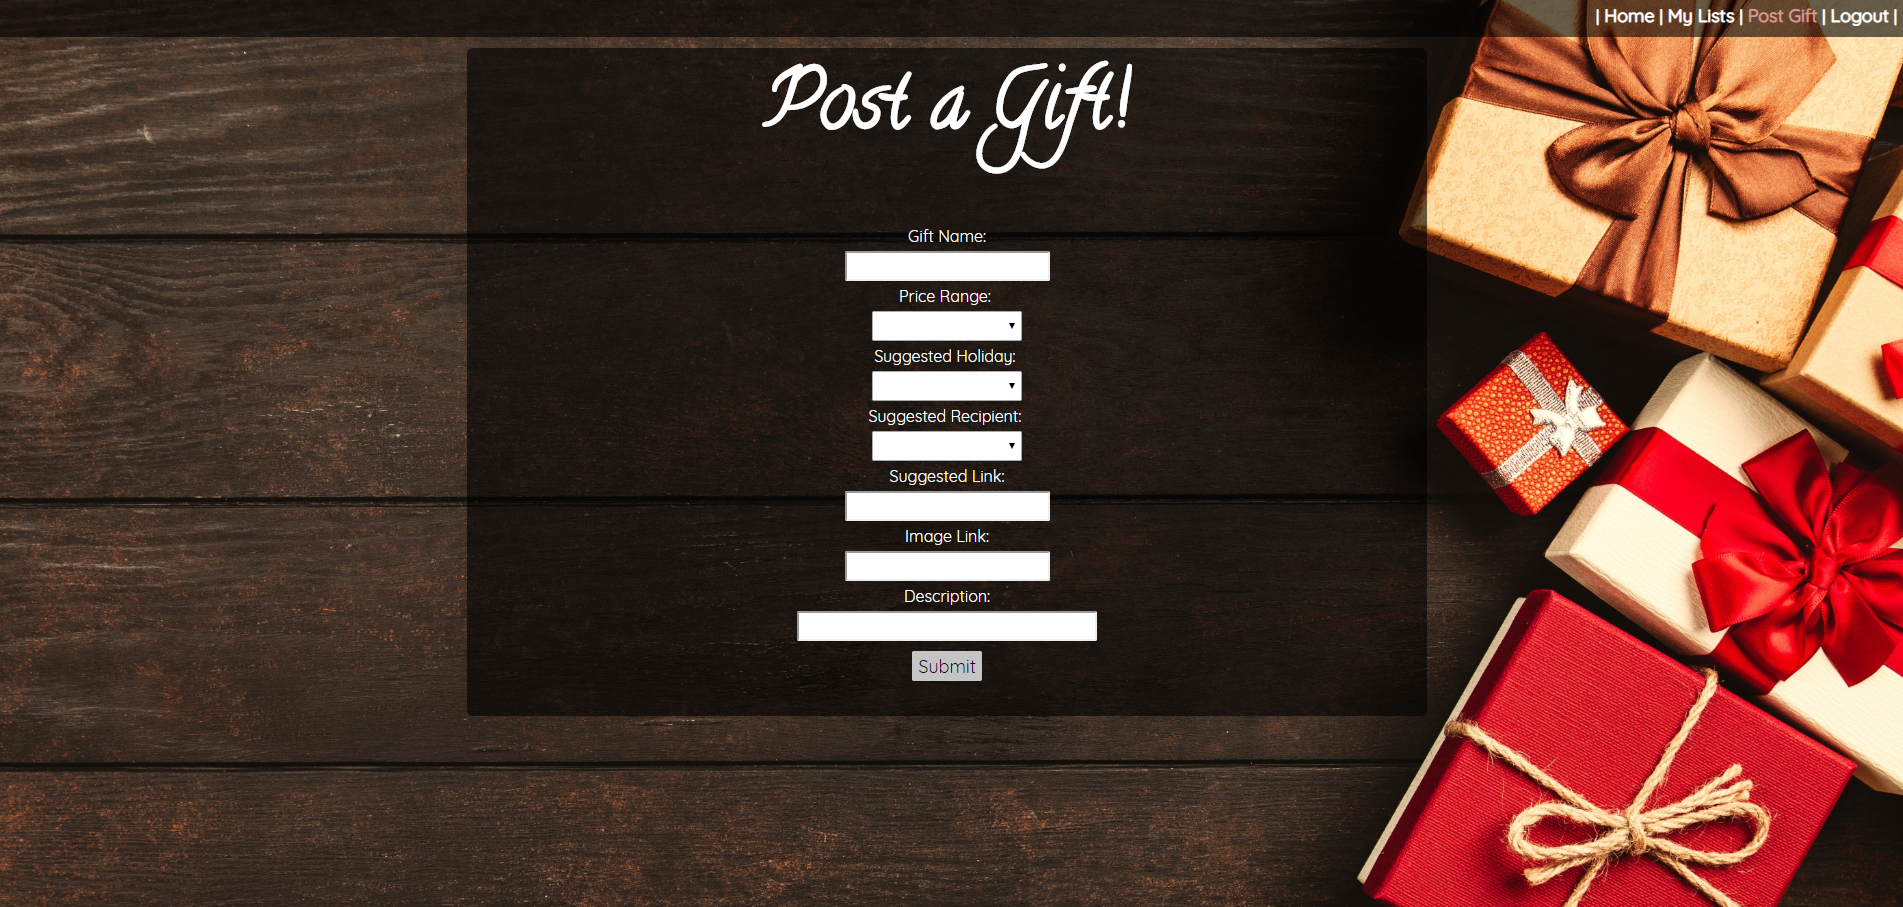 | Home | My Lists | Post Gift | Logout |
Post a Gift!
Gift Name:
Price Range:
Suggested Holiday:
Suggested Recipient:
Suggested Link:
Image Link:
Description:
Submit